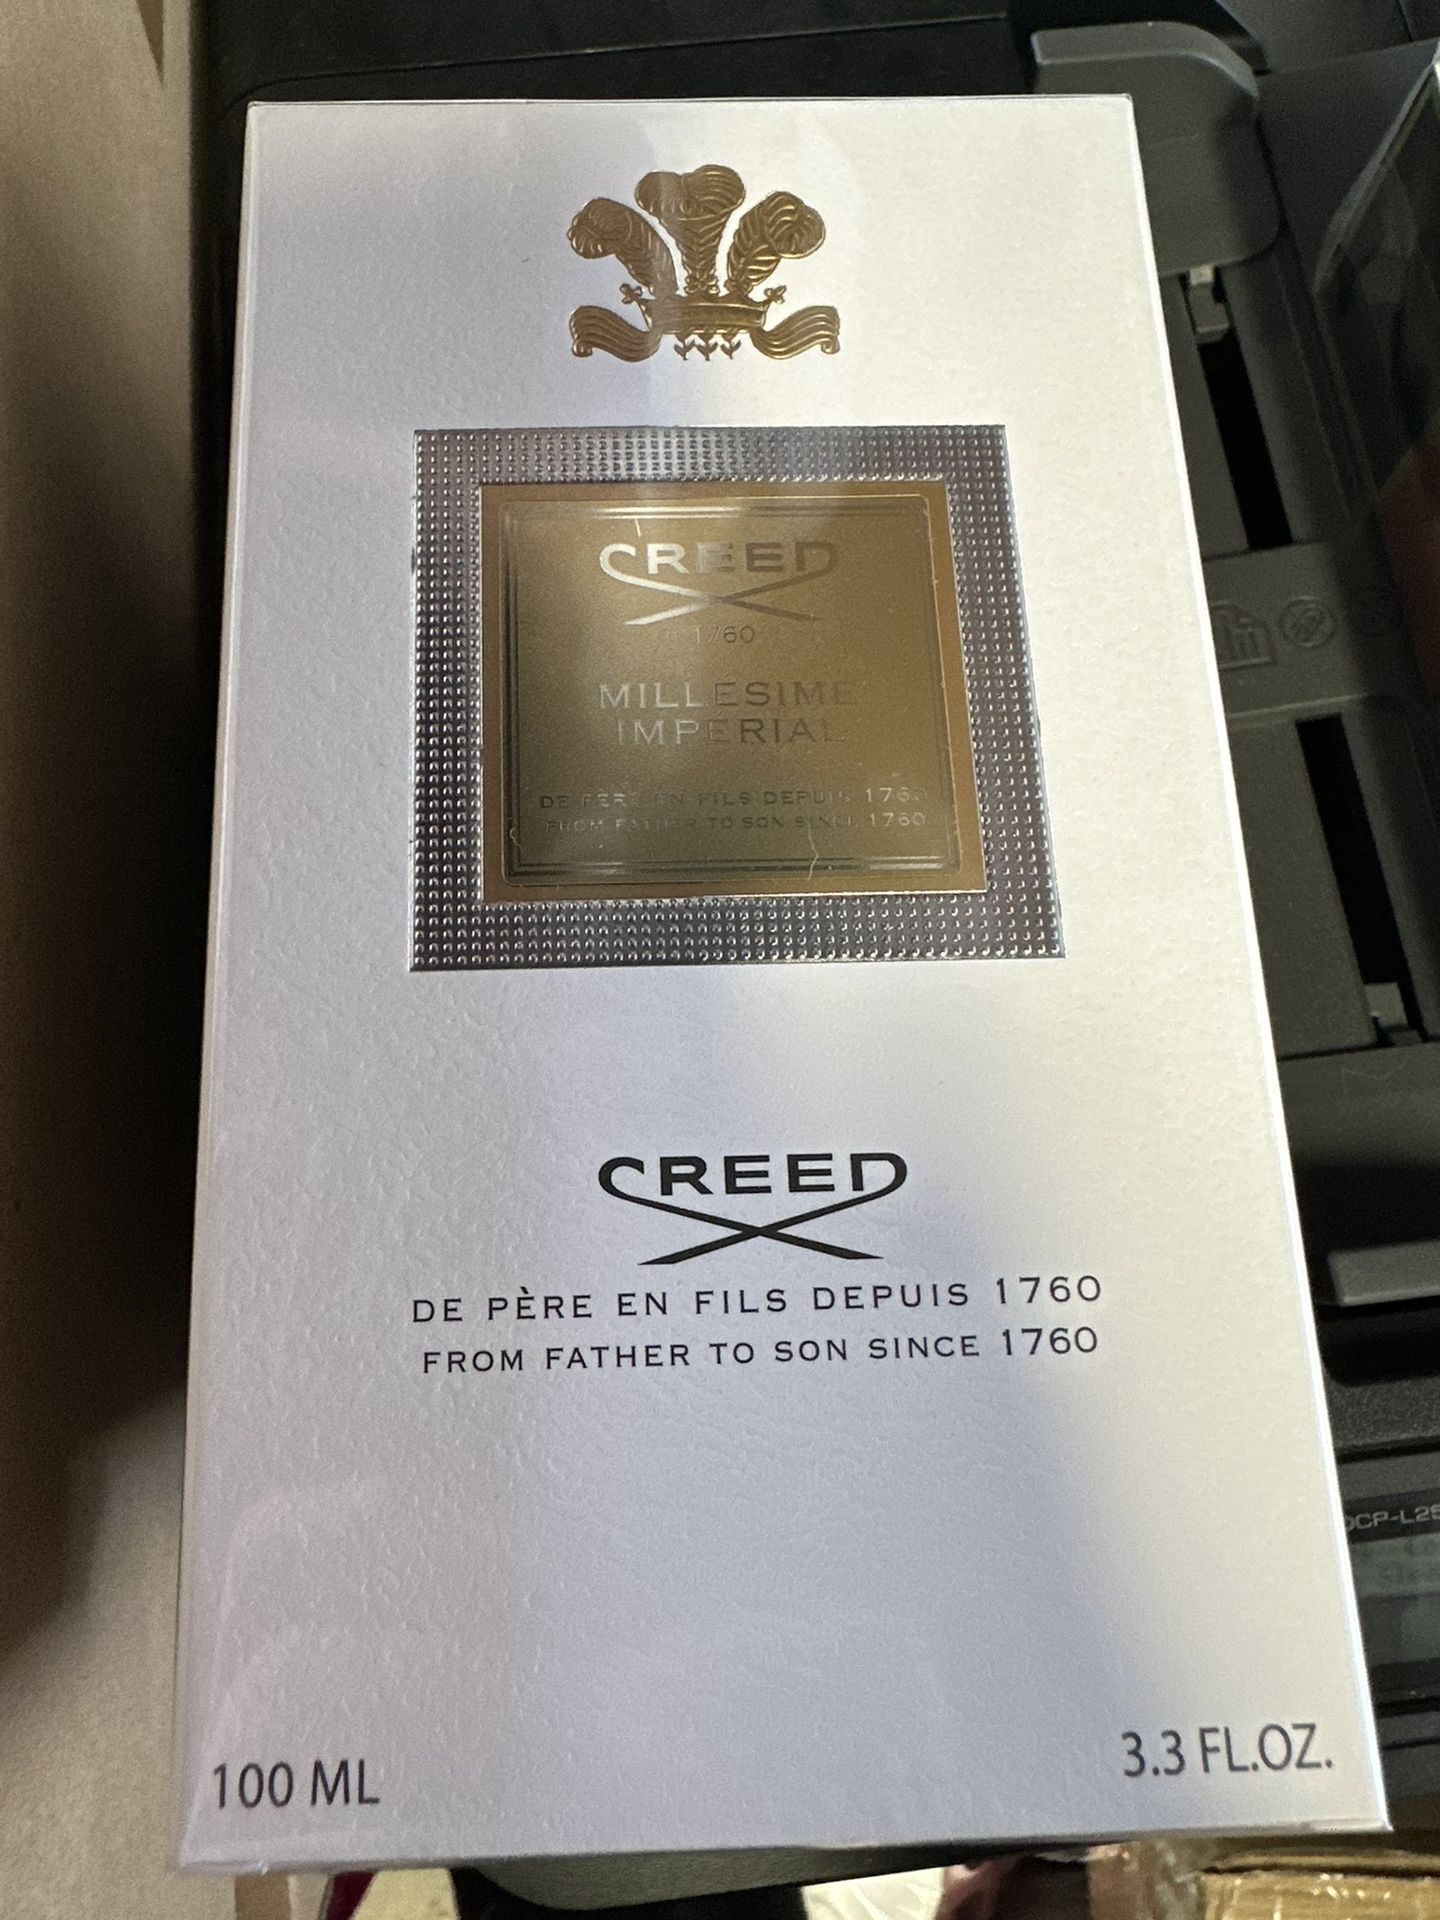 CREED
1760
MILLESIME
IMPERIAL
DE PÈRE EN FILS DEPUIS 1760
FROM FATHER TO SON SINCE 1760
CREED
DE PÈRE EN FILS DEPUIS 1760
FROM FATHER TO SON SINCE 1760
100 ML
3.3 FL.OZ.